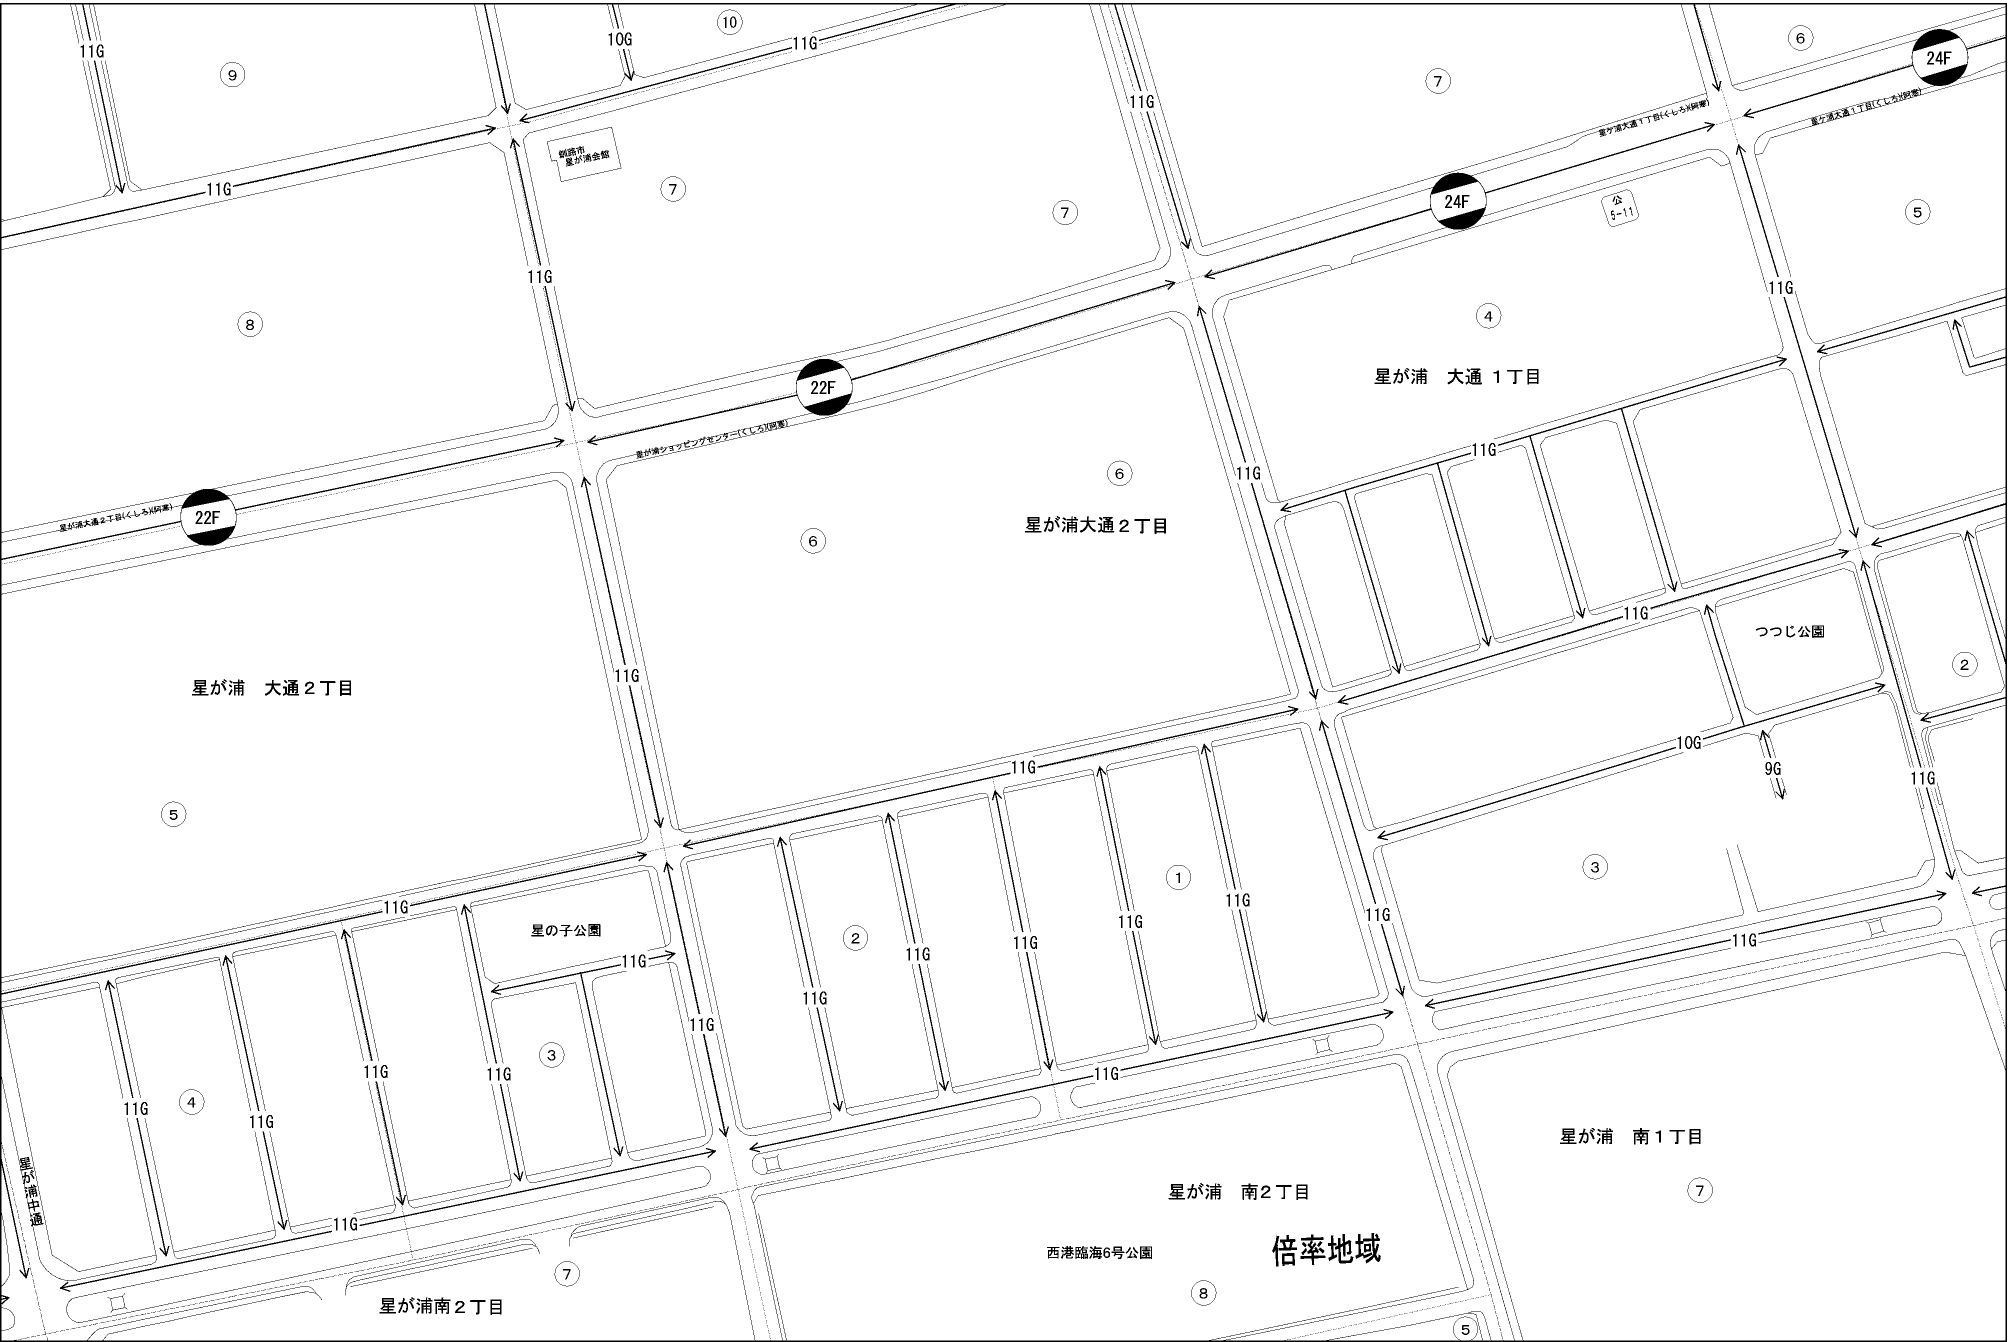 11G
10G
⑩
11G
⑨
11G
⑦
⑥
24F
星ケ浦大通1丁目(くしろ)(阿寒)
星ケ浦大通1丁目(くしろ)(阿寒)
釧路市
星が浦会館
⑦
11G
⑦
24F
公
5-11
⑤
11G
⑧
④
11G
星が浦 大通 1丁目
22F
星が浦ショッピングセンター(くしろ)(阿寒)
11G
11G
⑥
星が浦大通2丁目
⑥
22F
星が浦大通2丁目(くしろ)(阿寒)
11G
つつじ公園
②
11G
星が浦 大通2丁目
10G
9G
11G
11G
⑤
③
①
11G
11G
11G
11G
星の子公園
②
11G
11G
11G
11G
11G
11G
③
11G
11G
11G
④
11G
11G
星が浦中通
11G
星が浦 南1丁目
⑦
星が浦 南2丁目
西港臨海6号公園
倍率地域
⑧
⑦
星が浦南2丁目
⑤